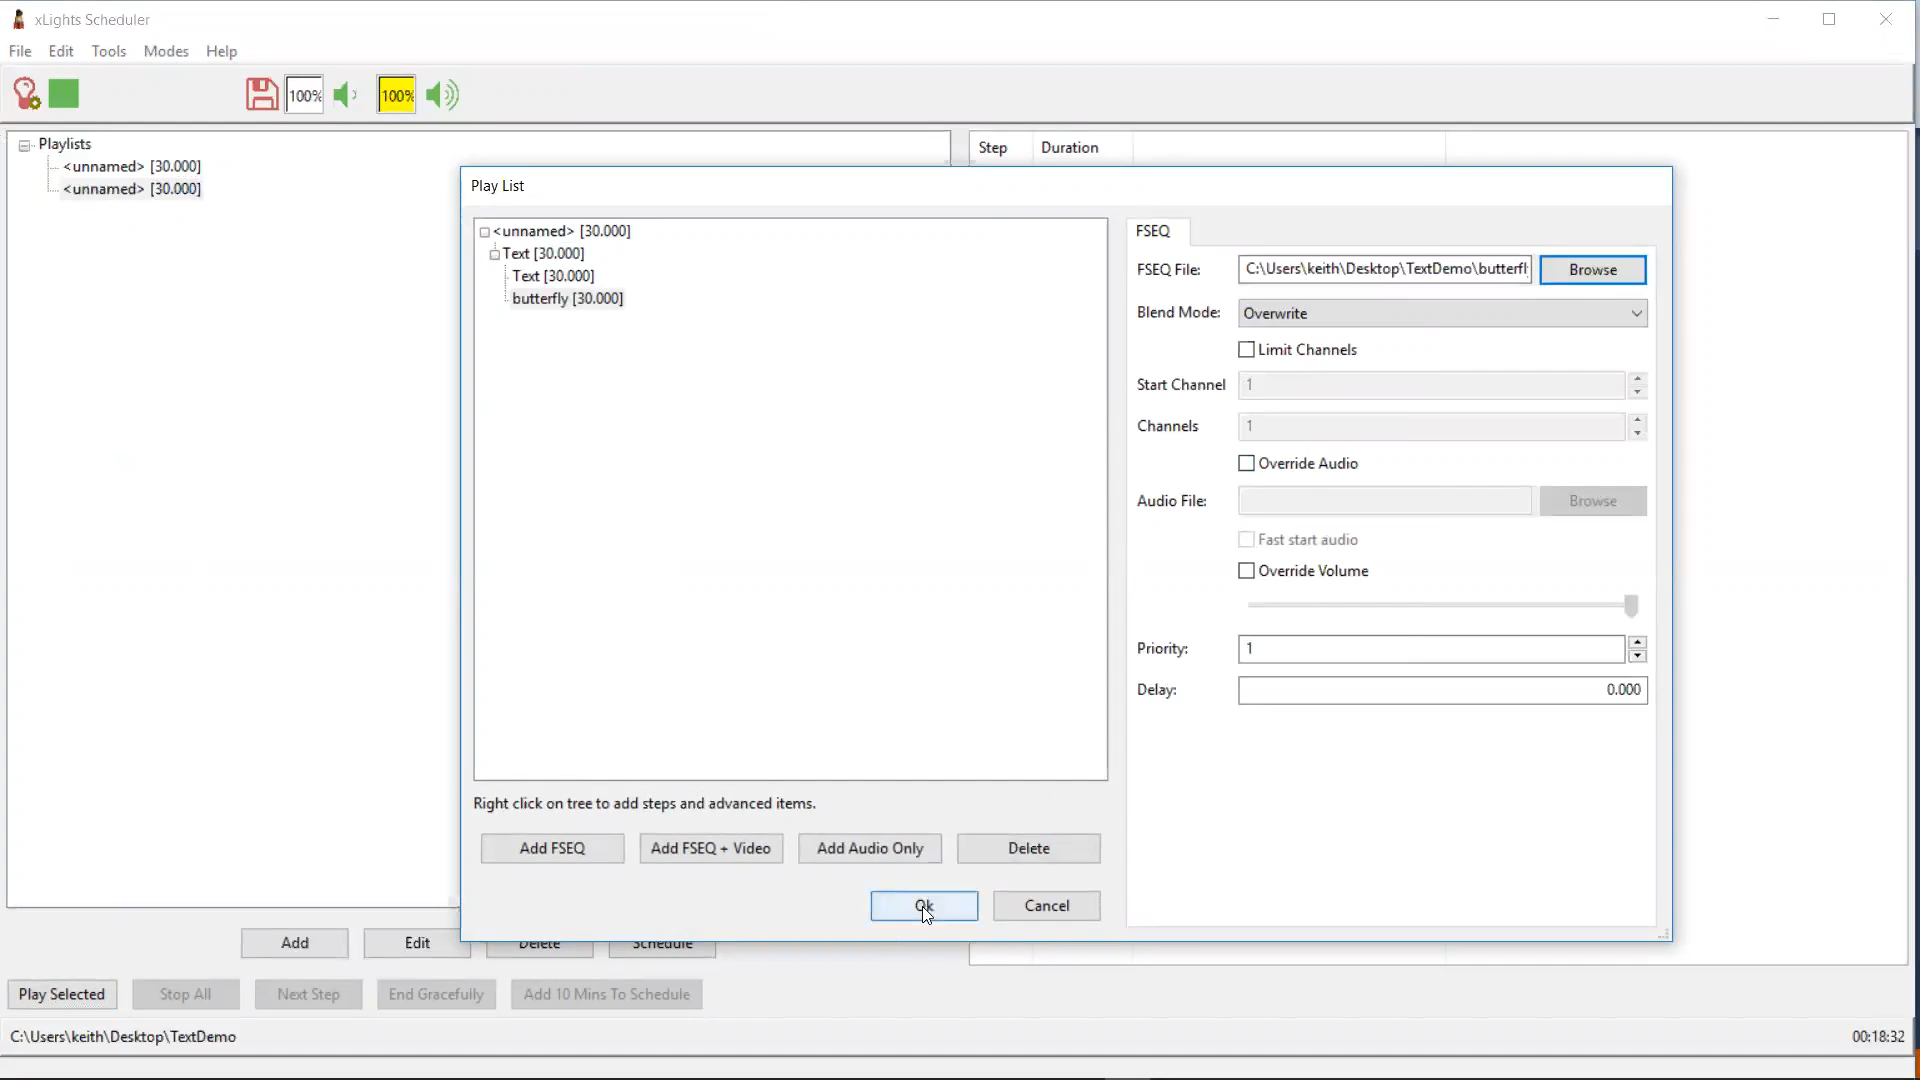 xLights Scheduler
File Edit Tools Modes Help
100% 100%
Playlists
<unnamed> [30.000]
<unnamed> [30.000]
Step Duration
Play List
<unnamed> [30.000]
Text [30.000]
Text [30.000]
butterfly [30.000]
Right click on tree to add steps and advanced items.
Add FSEQ Add FSEQ + Video Add Audio Only Delete
Ok Cancel
FSEQ
FSEQ File: C:\Users\keith\Desktop\TextDemo\butterfl Browse
Blend Mode: Overwrite
Limit Channels
Start Channel 1
Channels 1
Override Audio
Audio File: Browse
Fast start audio
Override Volume
Priority: 1
Delay: 0.000
Add Edit Delete Schedule
Play Selected Stop All Next Step End Gracefully Add 10 Mins To Schedule
C:\Users\keith\Desktop\TextDemo 00:18:32